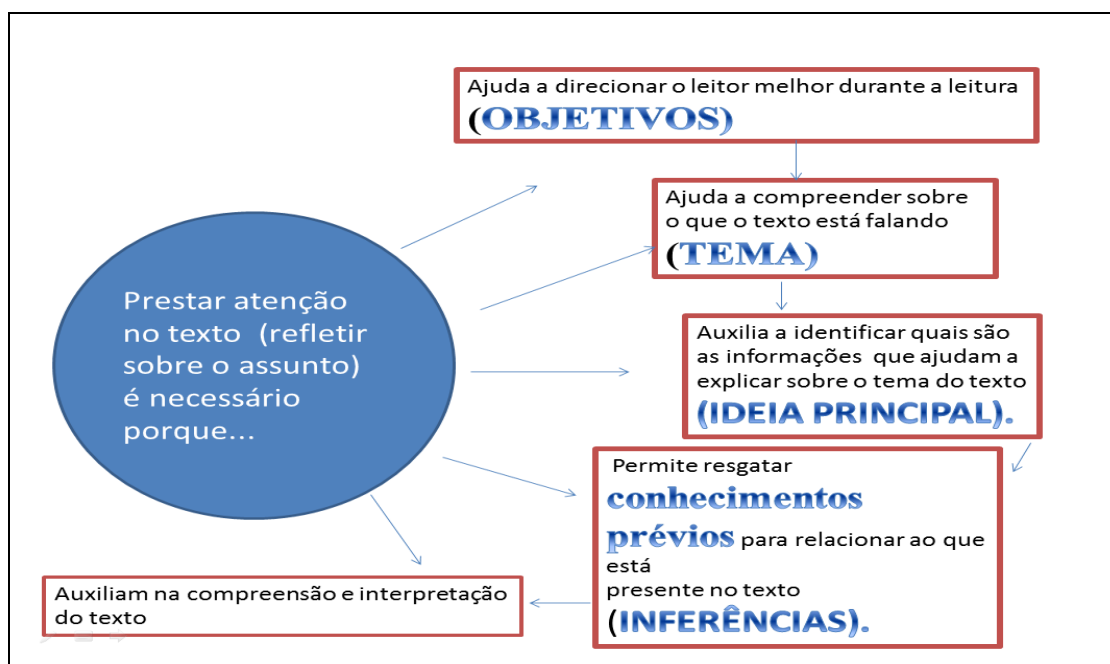 Ajuda a direcionar o leitor melhor durante a leitura
(OBJETIVOS)
Ajuda a compreender sobre
o que o texto está falando
(TEMA)
Prestar atenção
no texto (refletir
sobre o assunto)
é necessário
porque...
Auxilia a identificar quais são
as informações que ajudam a
explicar sobre o tema do texto
(IDEIA PRINCIPAL).
Permite resgatar
conhecimentos
prévios para relacionar ao que
está
presente no texto
(INFERÊNCIAS).
Auxiliam na compreensão e interpretação
do texto